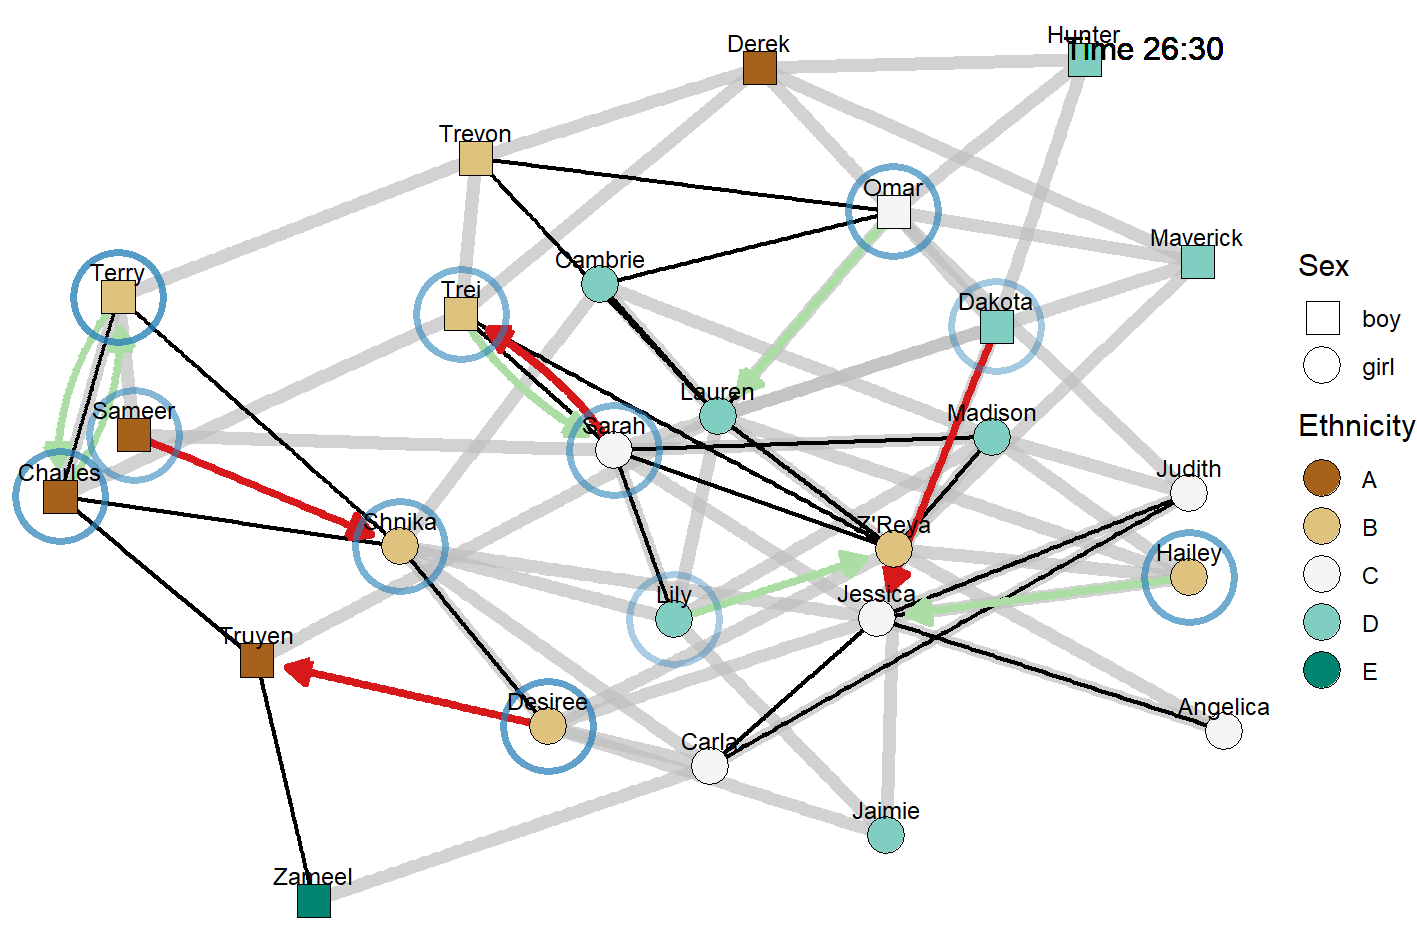 Hunter
Derek
Time 26:30
Trevon
Omar
Maverick
Cambrie
Terry
Trei
Dakota
Sex
boy
girl
Lauren
Sameer
Sarah
Madison
Ethnicity
Charles
Judith
A
Shnika
Z'Reya
B
Hailey
C
Lily
Jessica
D
Truyen
E
Desiree
Angelica
Carla
Jaimie
Zameel